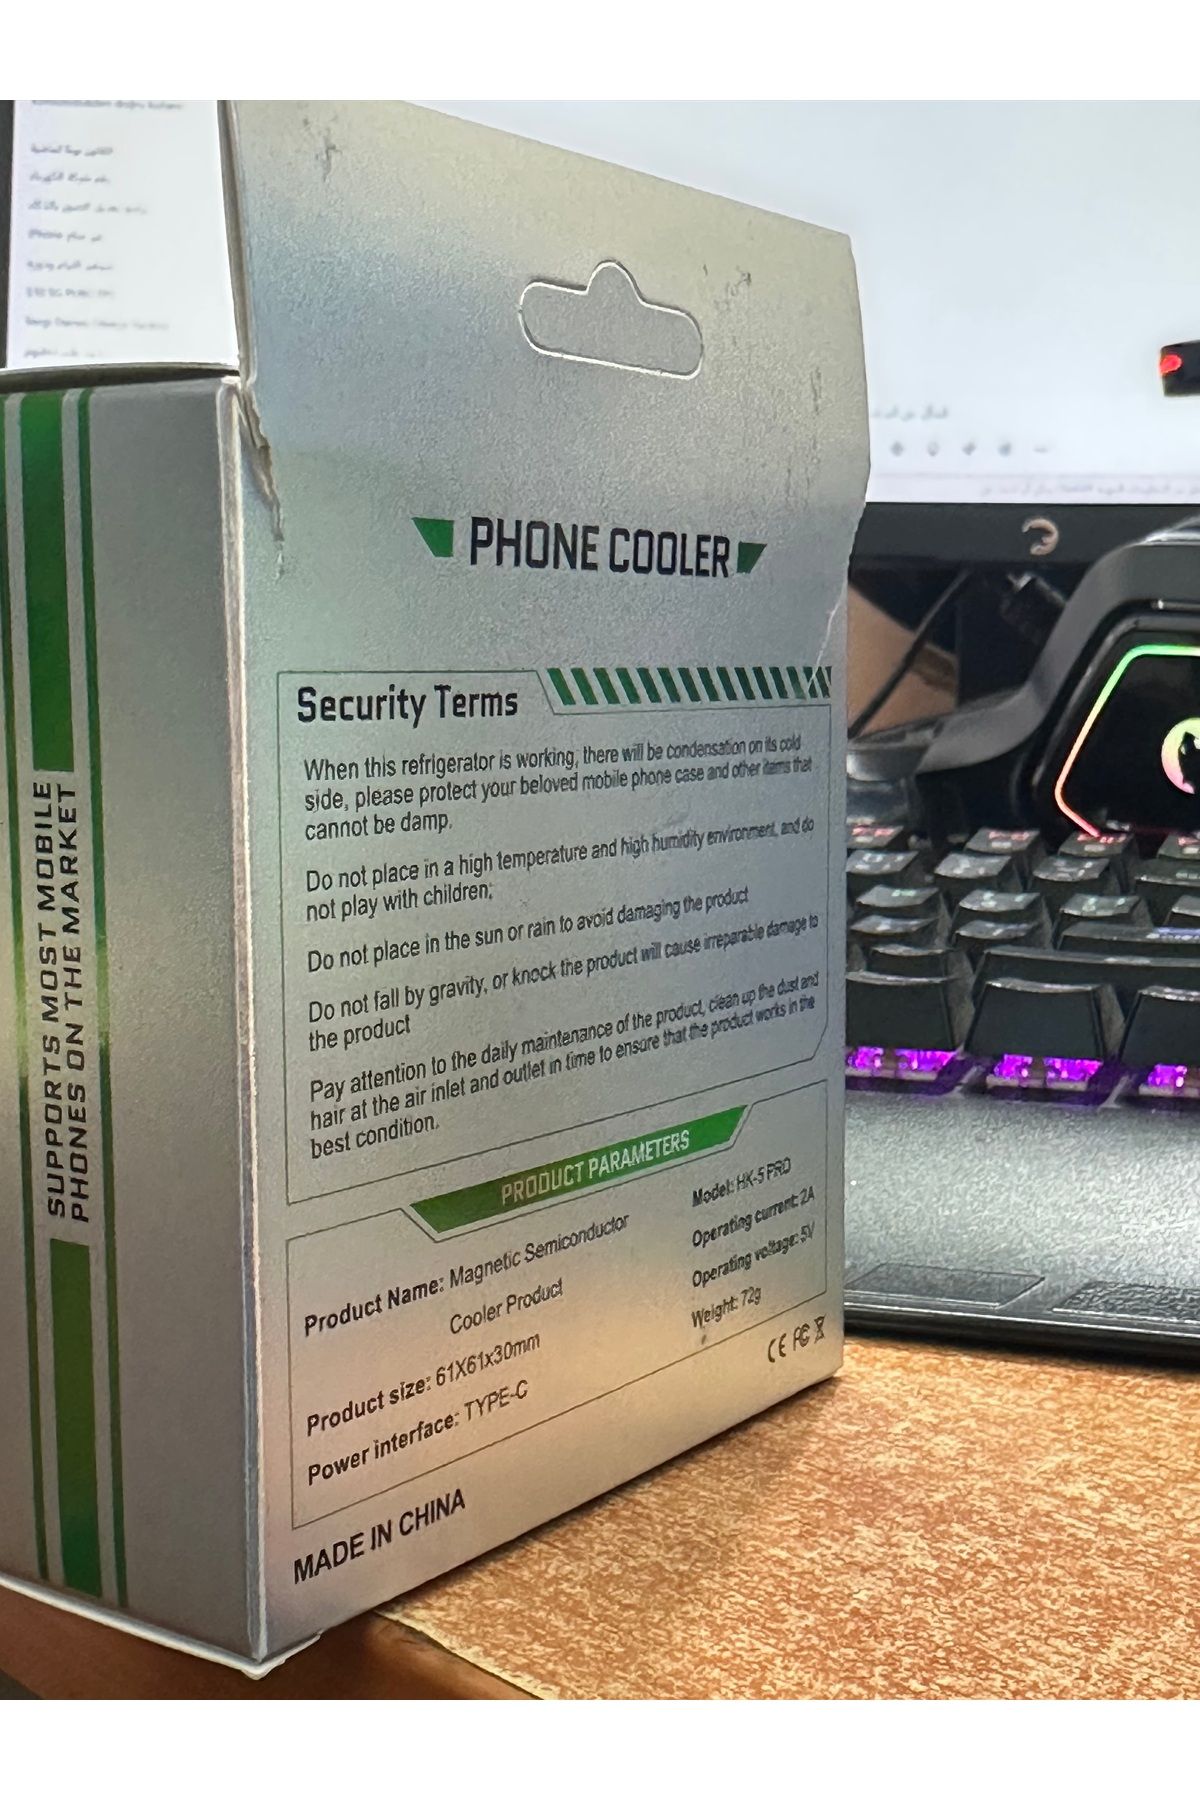 PHONE COOLER
Security Terms
When this refrigerator is working, there will be condensation on its cold
side, please protect your beloved mobile phone case and other items that
cannot be damp.
Do not place in a high temperature and high humidity environment, and do
not play with children;
Do not place in the sun or rain to avoid damaging the product
Do not fall by gravity, or knock the product will cause irreparable damage to
the product
Pay attention to the daily maintenance of the product, clean up the dust and
hair at the air inlet and outlet in time to ensure that the product works in the
best condition.
PRODUCT PARAMETERS
Product Name: Magnetic Semiconductor
Cooler Product
Product size: 61X61x30mm
Power interface: TYPE-C
Model: HK-5 PRO
Operating current: 2A
Operating voltage: 5V
Weight: 72g
CE FC
MADE IN CHINA
SUPPORTS MOST MOBILE
PHONES ON THE MARKET